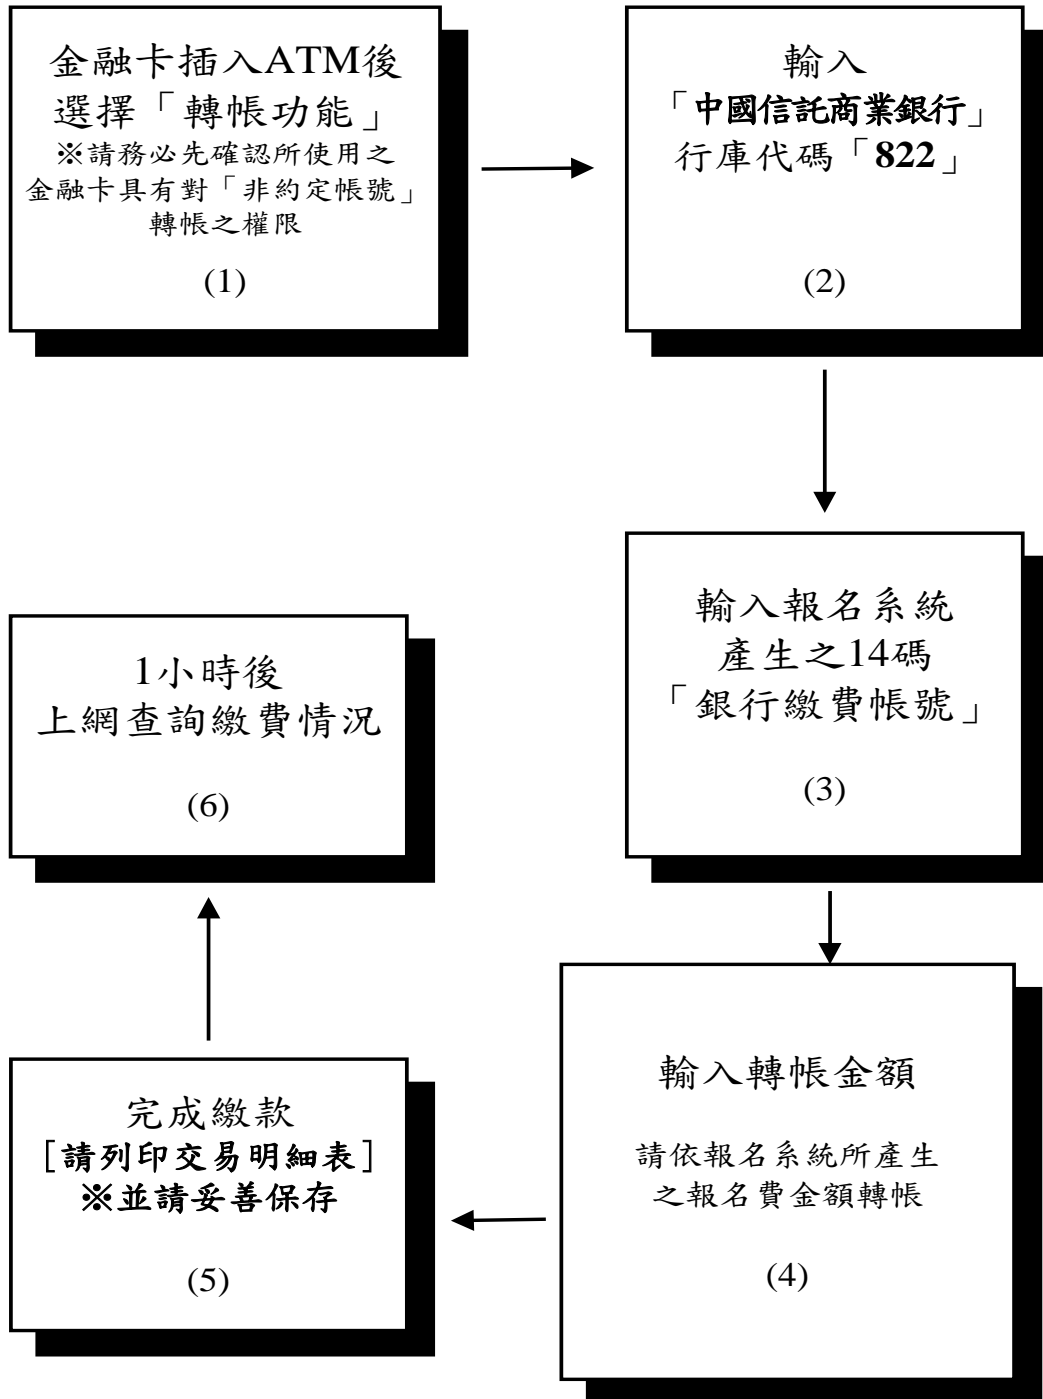 金融卡插入ATM後
選擇「轉帳功能」
※請務必先確認所使用之
金融卡具有對「非約定帳號」
轉帳之權限
(1)
輸入
「中國信託商業銀行」
行庫代碼「822」
(2)
輸入報名系統
產生之14碼
「銀行繳費帳號」
(3)
輸入轉帳金額
請依報名系統所產生
之報名費金額轉帳
(4)
完成繳款
[請列印交易明細表]
※並請妥善保存
(5)
1小時後
上網查詢繳費情況
(6)